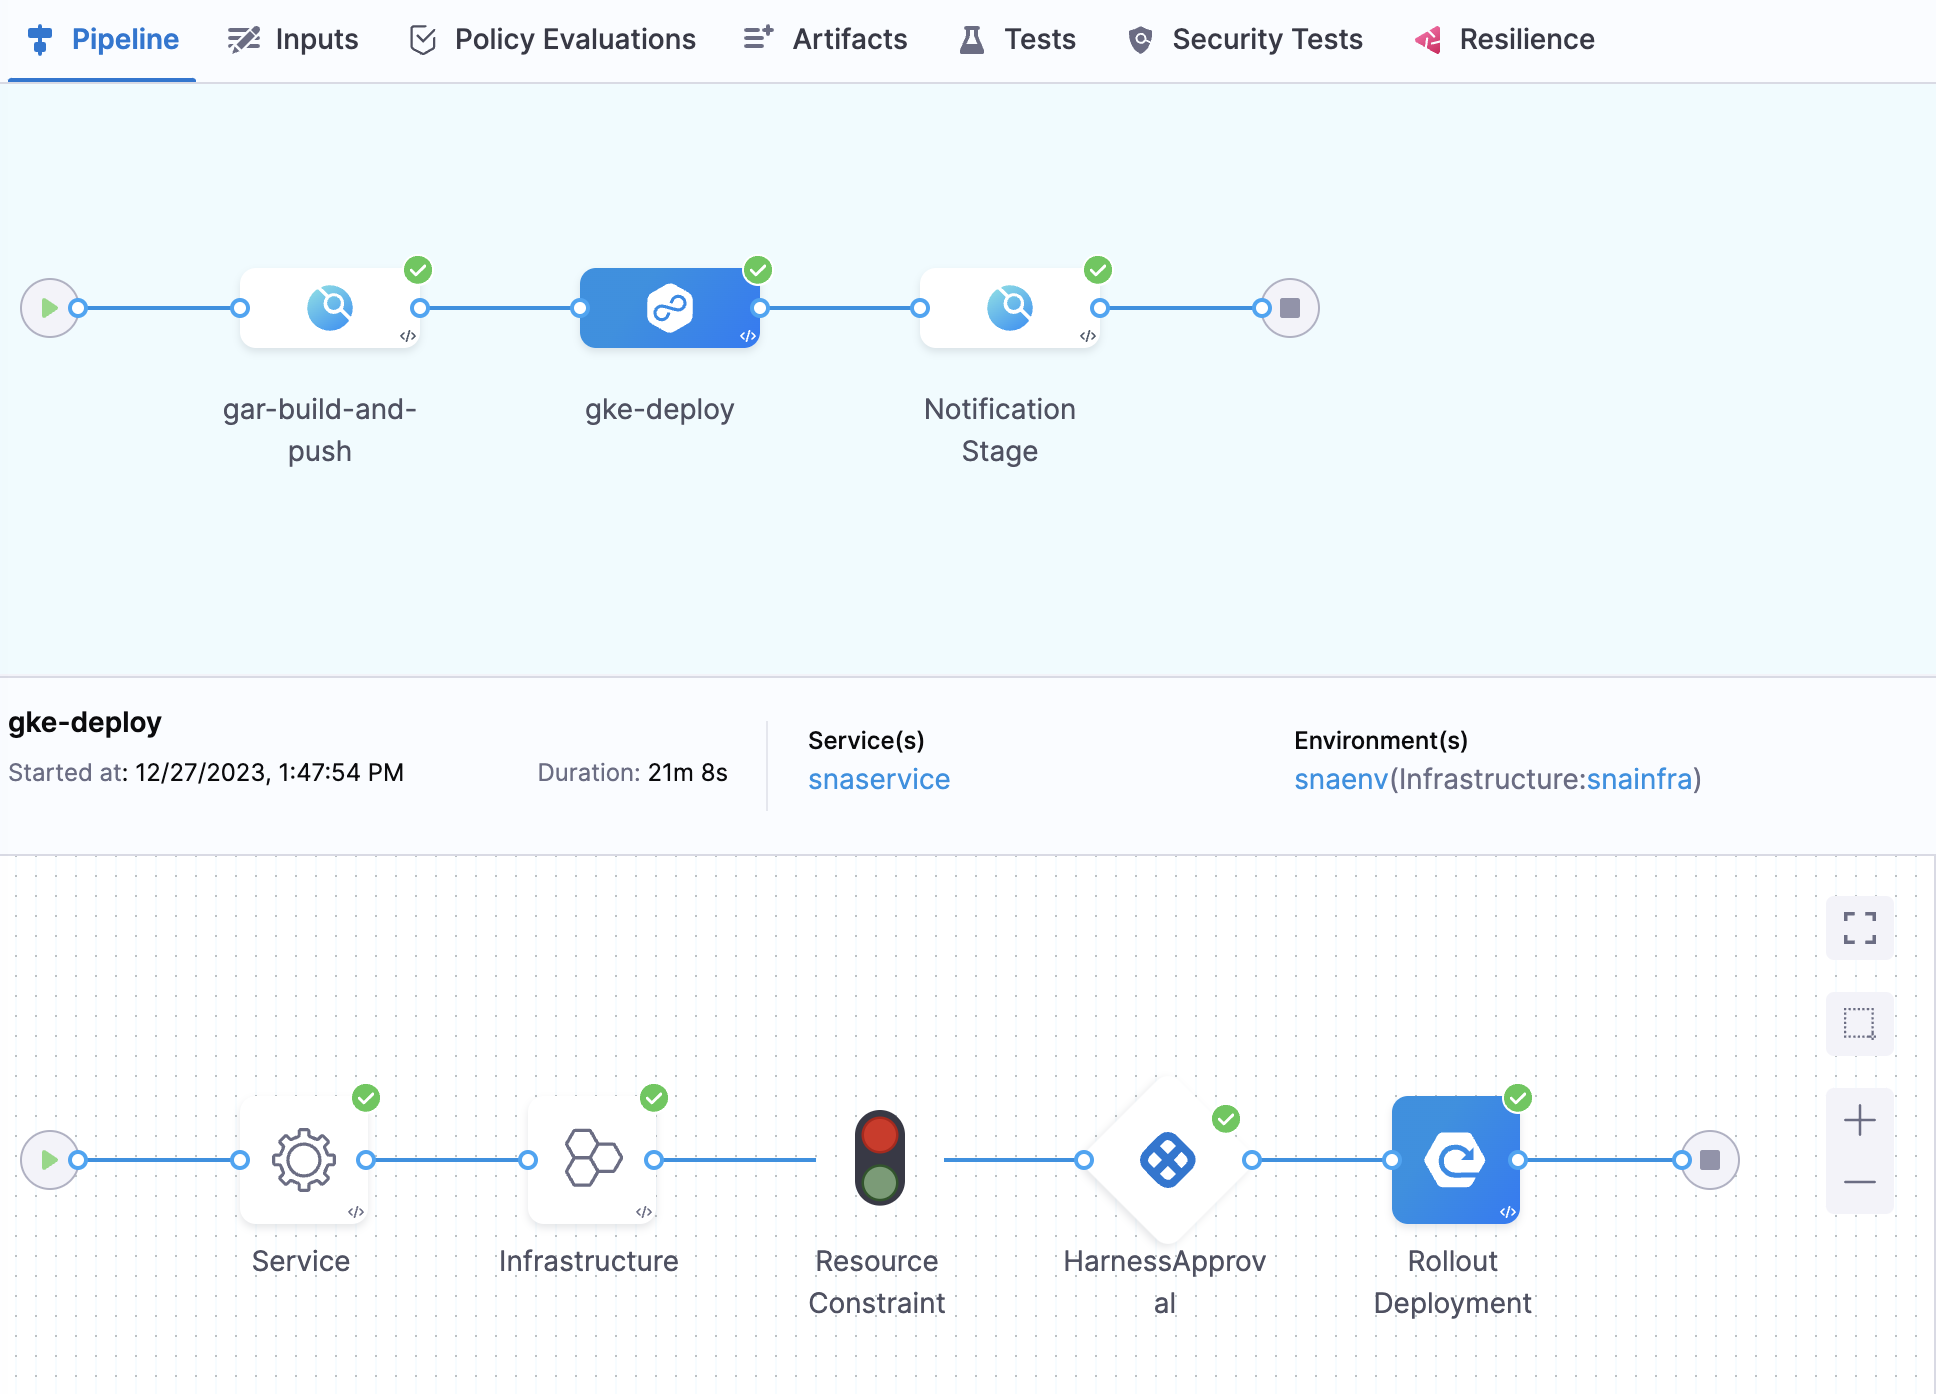 Pipeline Inputs Policy Evaluations Artifacts Tests Security Tests Resilience
</> </> </>
gar-build-and-
push
gke-deploy
Notification
Stage
gke-deploy
Started at: 12/27/2023, 1:47:54 PM Duration: 21m 8s
Service(s)
snaservice
Environment(s)
snaenv(Infrastructure:snainfra)
</> </> </>
Service
Infrastructure
Resource
Constraint
HarnessApprov
al
Rollout
Deployment